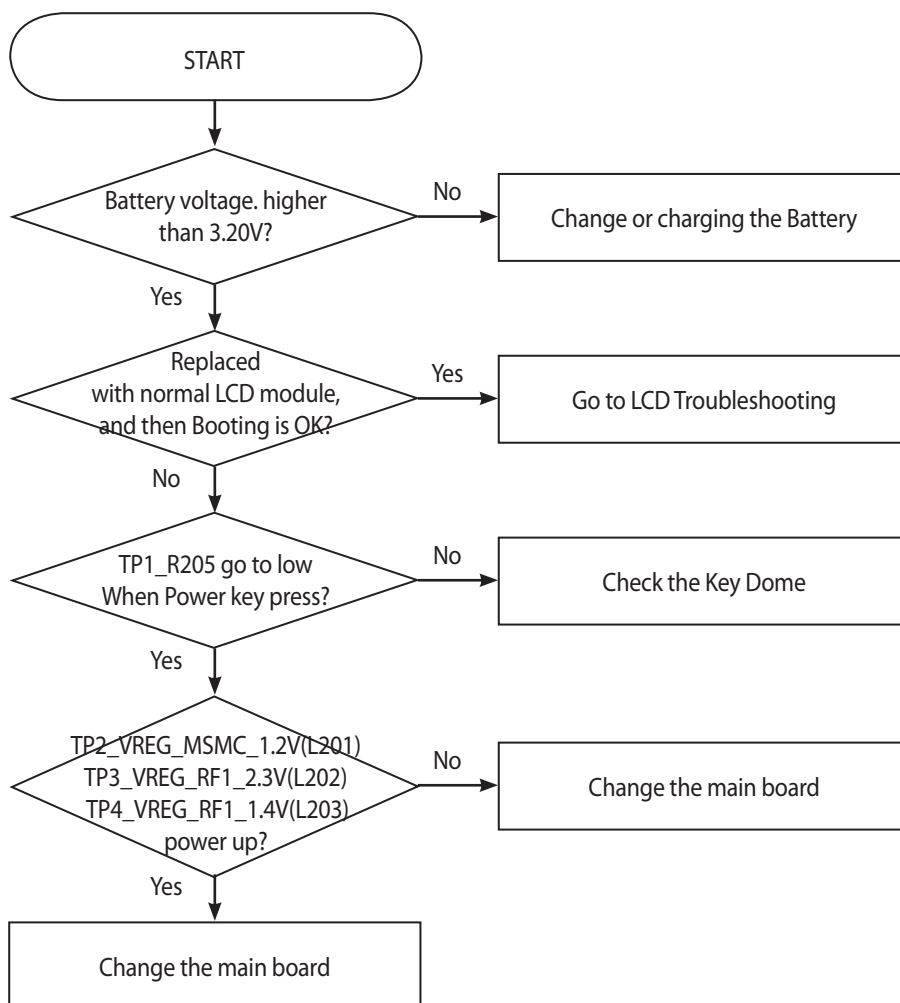 START
Battery voltage. higher
than 3.20V?
No
Change or charging the Battery
Yes
Replaced
with normal LCD module,
and then Booting is OK?
Yes
Go to LCD Troubleshooting
No
TP1_R205 go to low
When Power key press?
No
Check the Key Dome
Yes
TP2_VREG_MSMC_1.2V(L201)
TP3_VREG_RF1_2.3V(L202)
TP4_VREG_RF1_1.4V(L203)
power up?
No
Change the main board
Yes
Change the main board